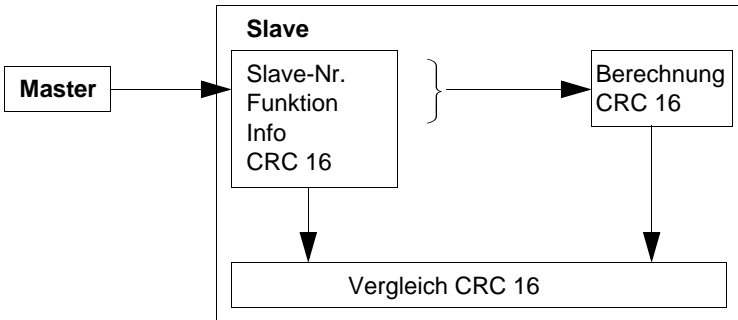 Slave
Master
Slave-Nr.
Funktion
Info
CRC 16
Berechnung
CRC 16
Vergleich CRC 16